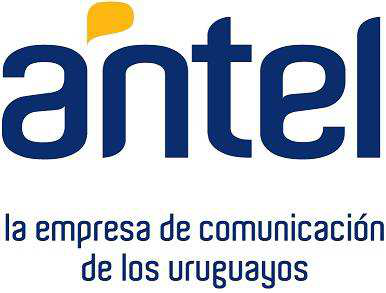 antel
la empresa de comunicación
de los uruguayos